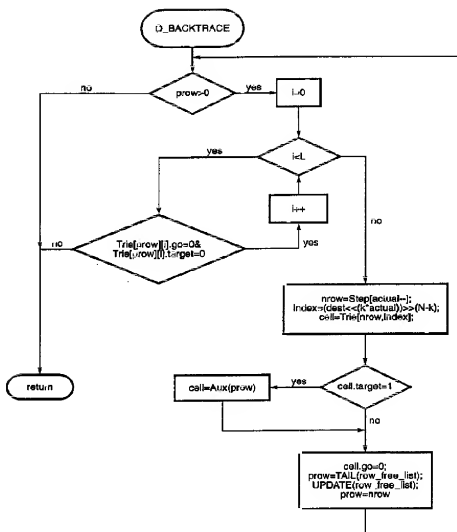 D_BACKTRACE
prow>0
yes
no
i=0
i<L
yes
no
i++
Trie[prow][i].go=0&
Trie[prow][i].target=0
no
yes
nrow=Step[actual--];
Index=(dest<<(k*actual))>>(N-k);
cell=Trie[nrow,Index];
return
cell=Aux(prow)
yes
cell.target=1
no
cell.go=0;
prow=TAIL(row_free_list);
UPDATE(row_free_list);
prow=nrow